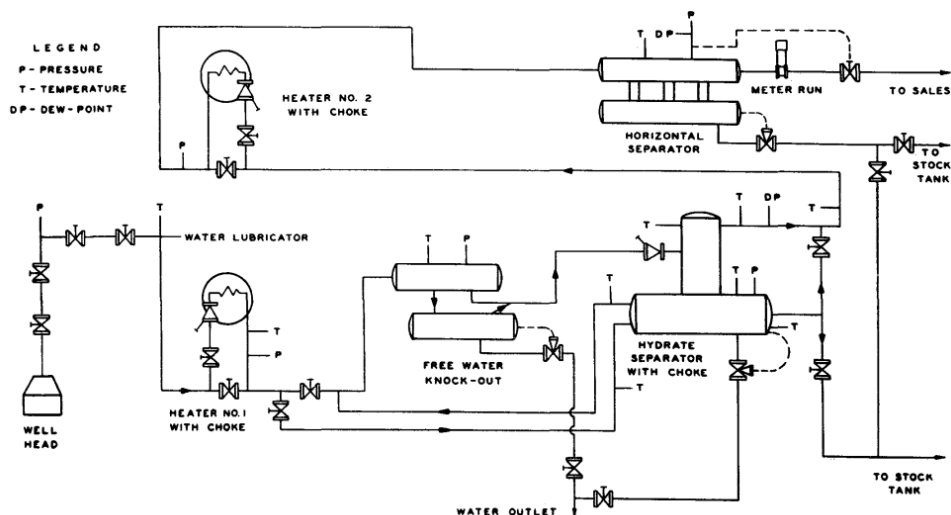 LEGEND
P - PRESSURE
T - TEMPERATURE
DP - DEW-POINT
HEATER NO. 2
WITH CHOKE
P
T
DP
P
METER RUN
TO SALES
HORIZONTAL
SEPARATOR
TO
STOCK
TANK
P
T
WATER LUBRICATOR
T
P
T
T
DP
T
T
T
P
T
HYDRATE
SEPARATOR
WITH CHOKE
T
T
P
FREE WATER
KNOCK-OUT
HEATER NO. 1
WITH CHOKE
WELL
HEAD
WATER OUTLET
TO STOCK
TANK